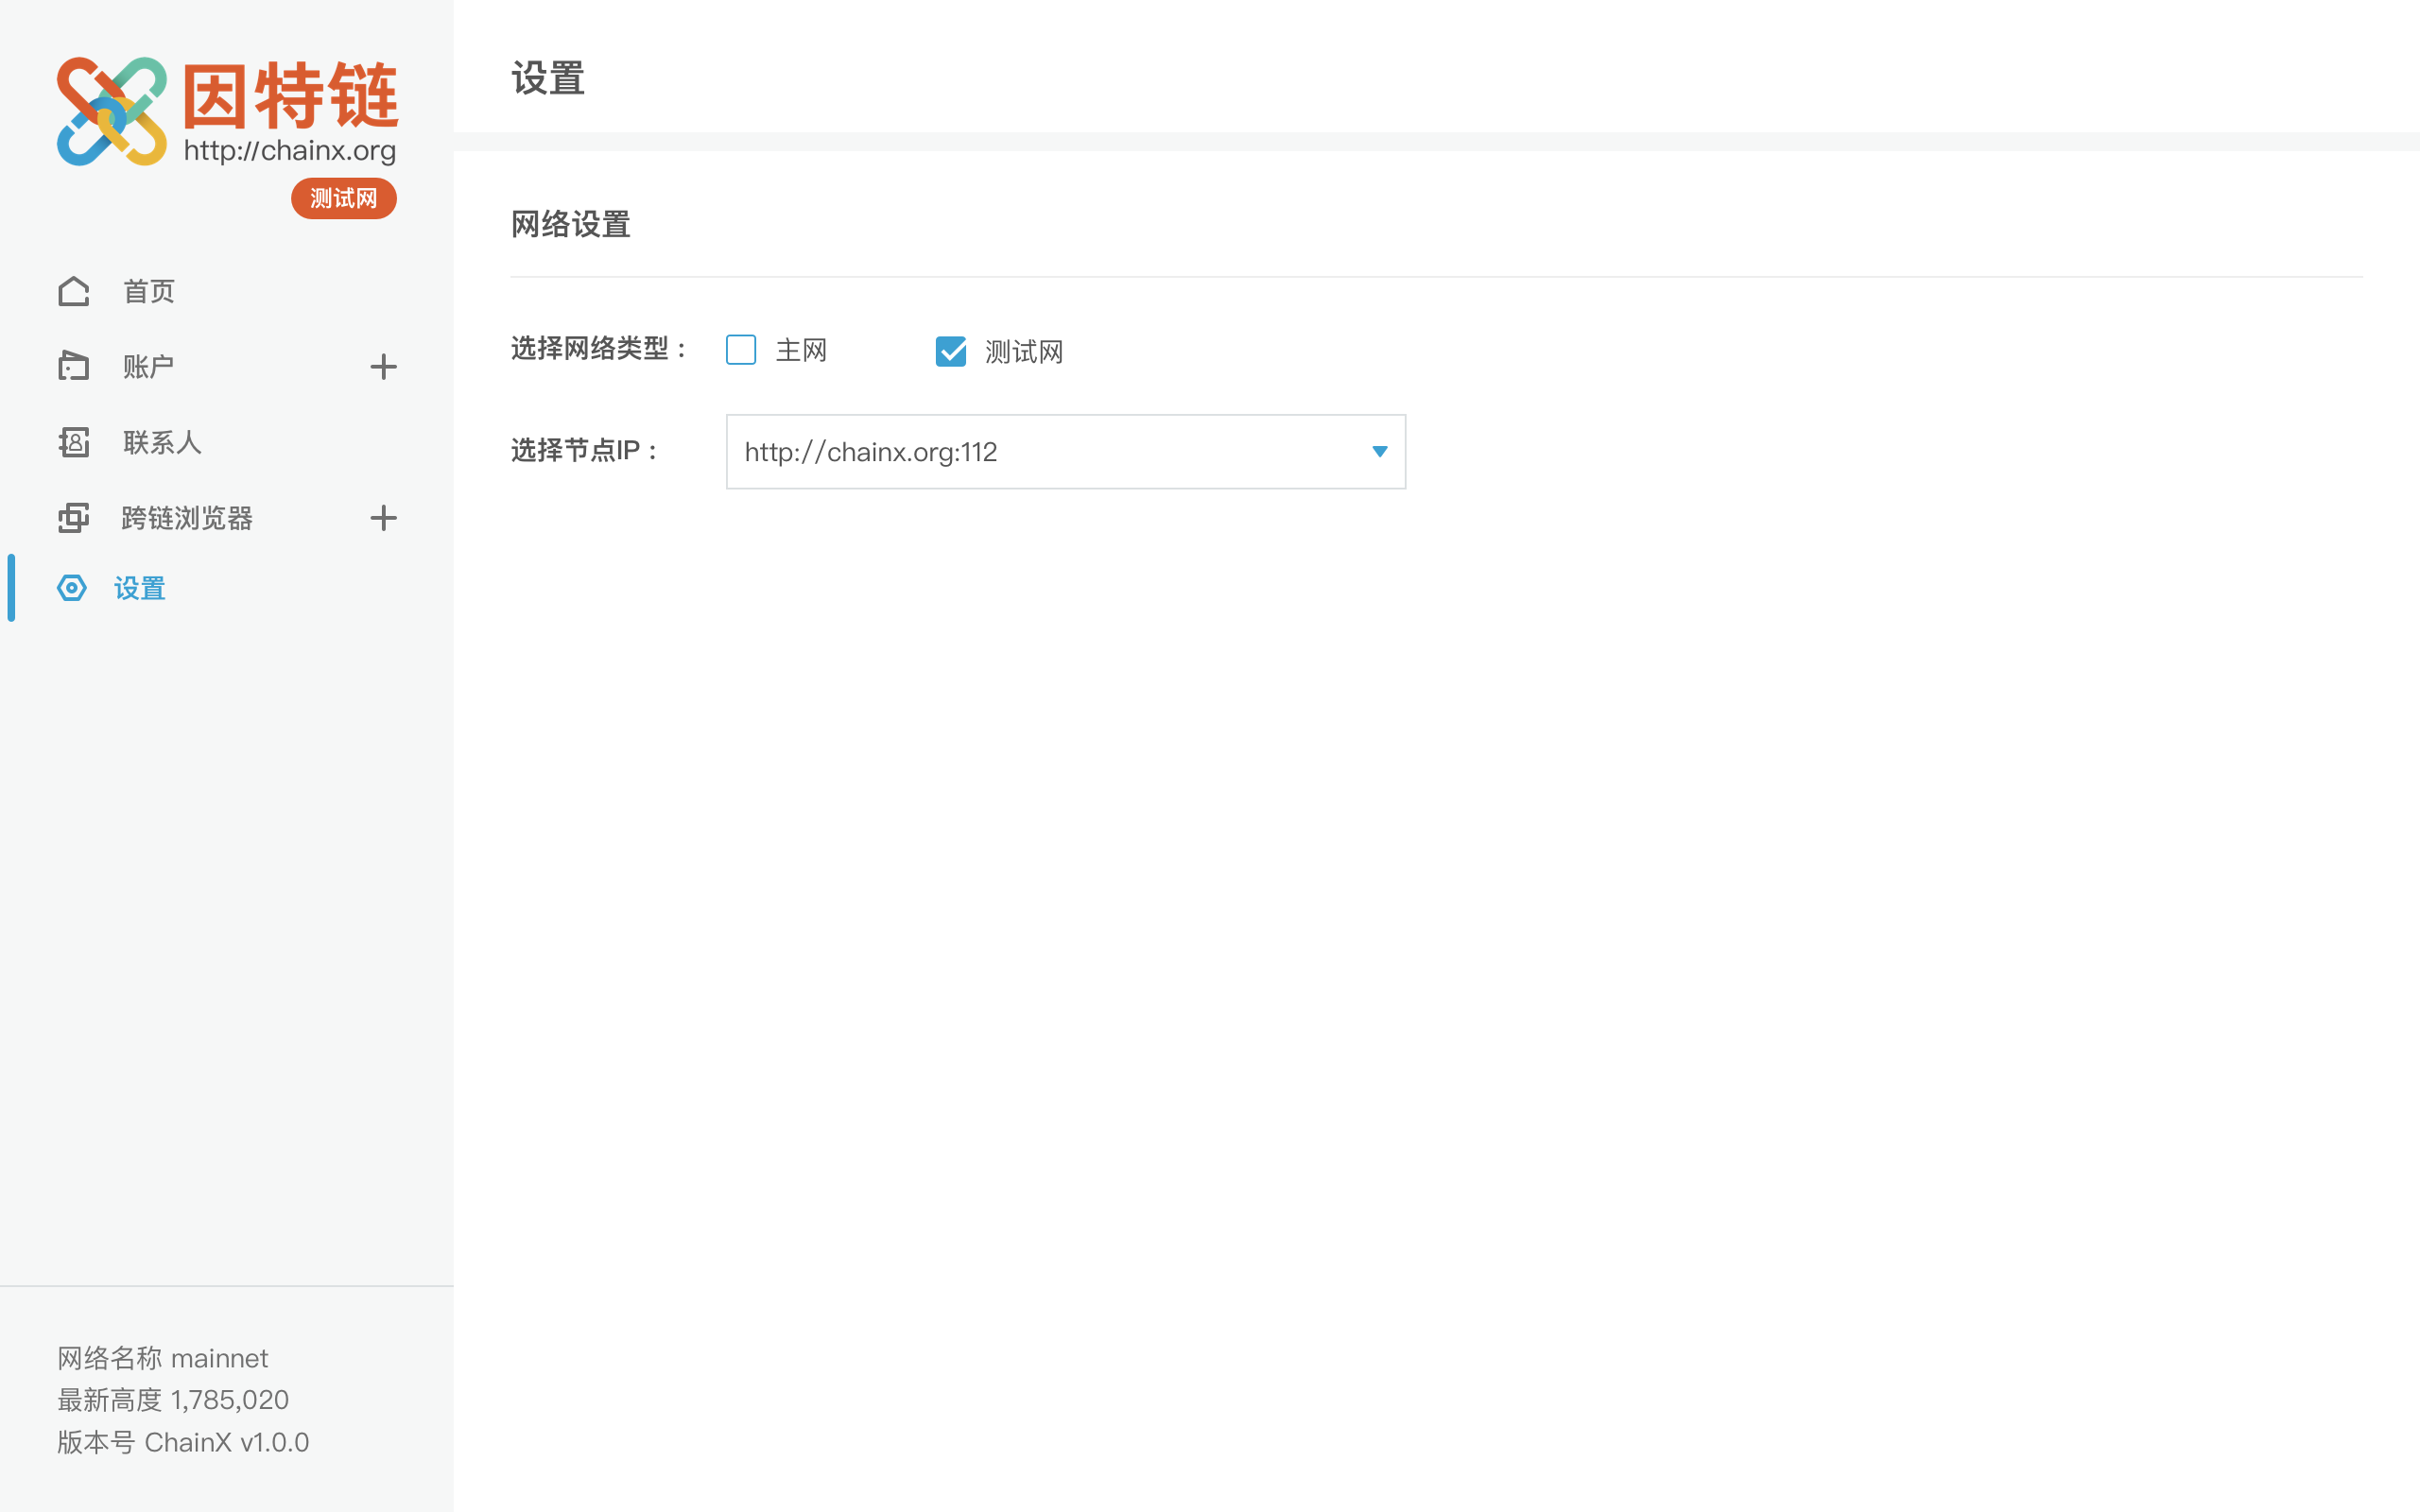 因特链
http://chainx.org
测试网
首页
账户
联系人
跨链浏览器
设置
网络名称 mainnet
最新高度 1,785,020
版本号 ChainX v1.0.0
设置
网络设置
选择网络类型： 主网 测试网
选择节点IP： http://chainx.org:112